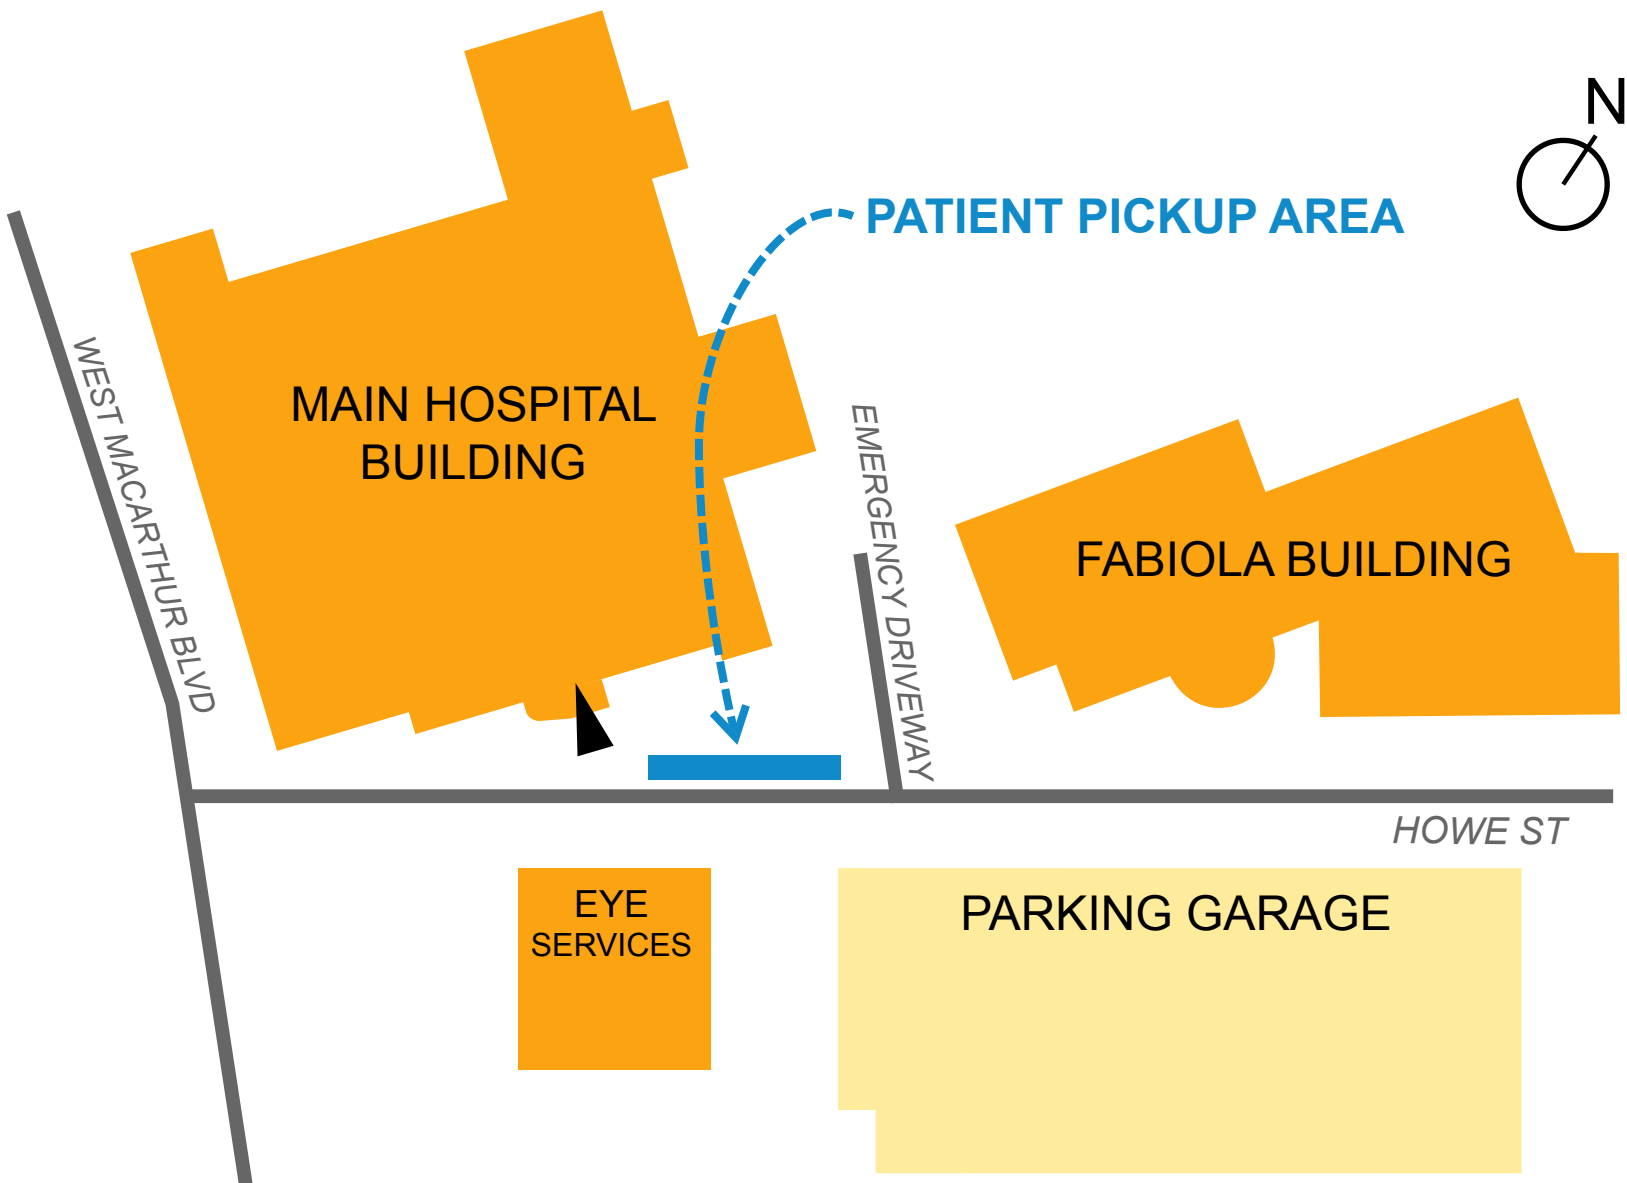 N
PATIENT PICKUP AREA
WEST MACARTHUR BLVD
MAIN HOSPITAL
BUILDING
EMERGENCY DRIVEWAY
FABIOLA BUILDING
HOWE ST
EYE
SERVICES
PARKING GARAGE